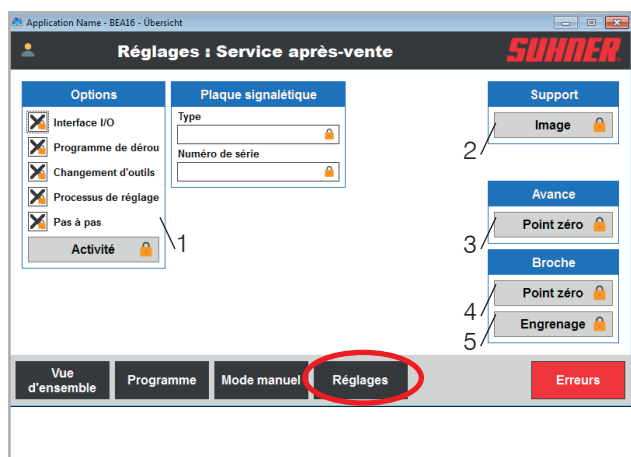 Application Name - BEA16 - Übersicht
Réglages : Service après-vente
SUHNER
Options
Interface I/O
Programme de dérou
Changement d'outils
Processus de réglage
Pas à pas
Activité
1
Plaque signalétique
Type
Numéro de série
Support
Image
2
Avance
Point zéro
3
Broche
Point zéro
4
Engrenage
5
Vue
d'ensemble
Programme
Mode manuel
Réglages
Erreurs